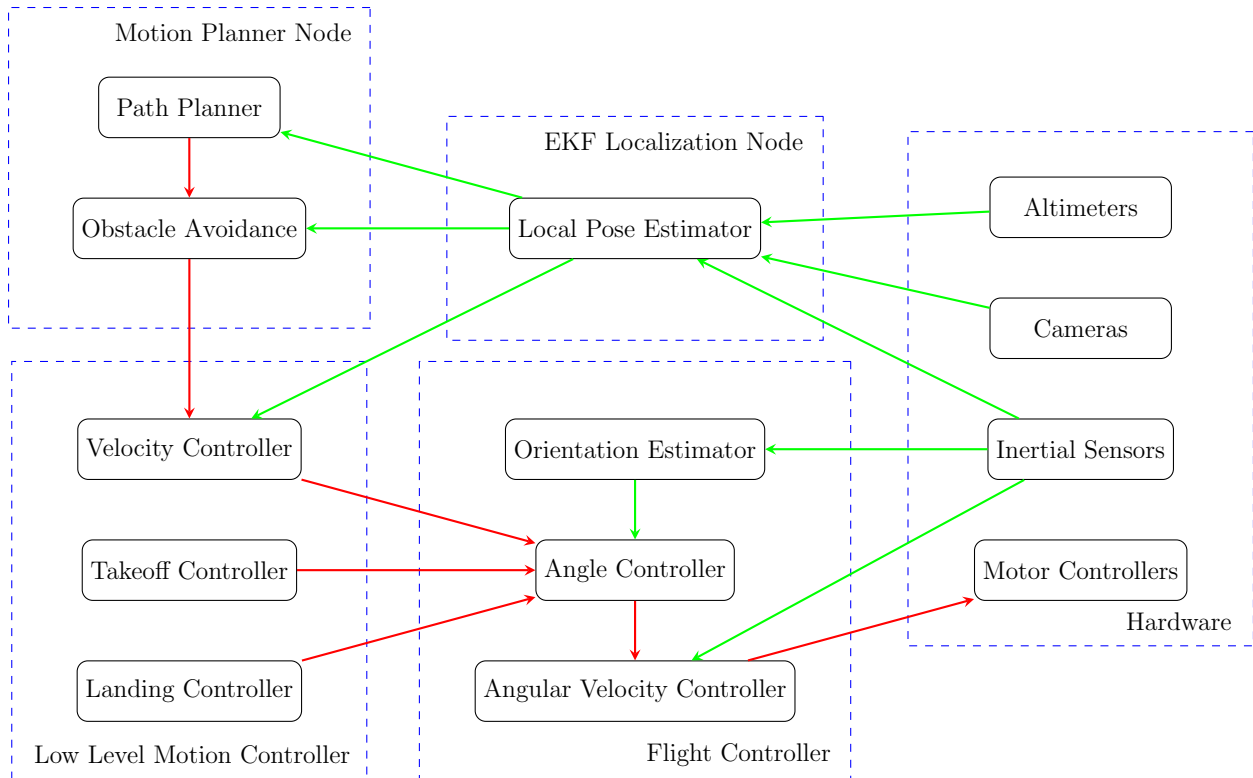 Motion Planner Node
Path Planner
EKF Localization Node
Altimeters
Obstacle Avoidance
Local Pose Estimator
Cameras
Velocity Controller
Orientation Estimator
Inertial Sensors
Takeoff Controller
Angle Controller
Motor Controllers
Hardware
Landing Controller
Angular Velocity Controller
Low Level Motion Controller
Flight Controller